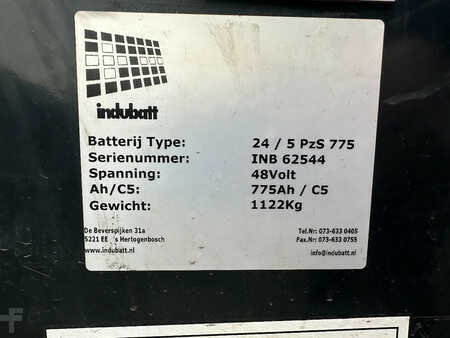 indubatt
Batterij Type: 24 / 5 PzS 775
Serienummer: INB 62544
Spanning: 48Volt
Ah/C5: 775Ah / C5
Gewicht: 1122Kg
De Beverspijken 31a Tel.Nr: 073-633 0405
5221 EE 's Hertogenbosch Fax.Nr: 073-633 0755
www.indubatt.nl info@indubatt.nl